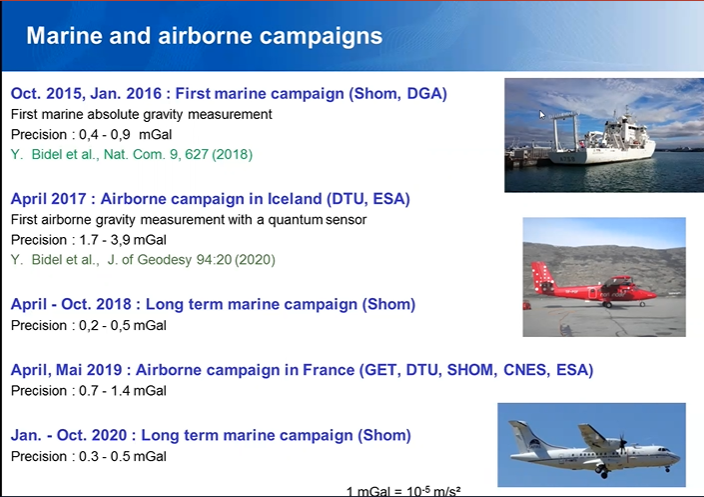 Marine and airborne campaigns
Oct. 2015, Jan. 2016 : First marine campaign (Shom, DGA)
First marine absolute gravity measurement
Precision : 0,4 - 0,9 mGal
Y. Bidel et al., Nat. Com. 9, 627 (2018)
April 2017 : Airborne campaign in Iceland (DTU, ESA)
First airborne gravity measurement with a quantum sensor
Precision : 1.7 - 3,9 mGal
Y. Bidel et al., J. of Geodesy 94:20 (2020)
April - Oct. 2018 : Long term marine campaign (Shom)
Precision : 0,2 - 0,5 mGal
April, Mai 2019 : Airborne campaign in France (GET, DTU, SHOM, CNES, ESA)
Precision : 0.7 - 1.4 mGal
Jan. - Oct. 2020 : Long term marine campaign (Shom)
Precision : 0.3 - 0.5 mGal
1 mGal = 10⁻⁵ m/s²